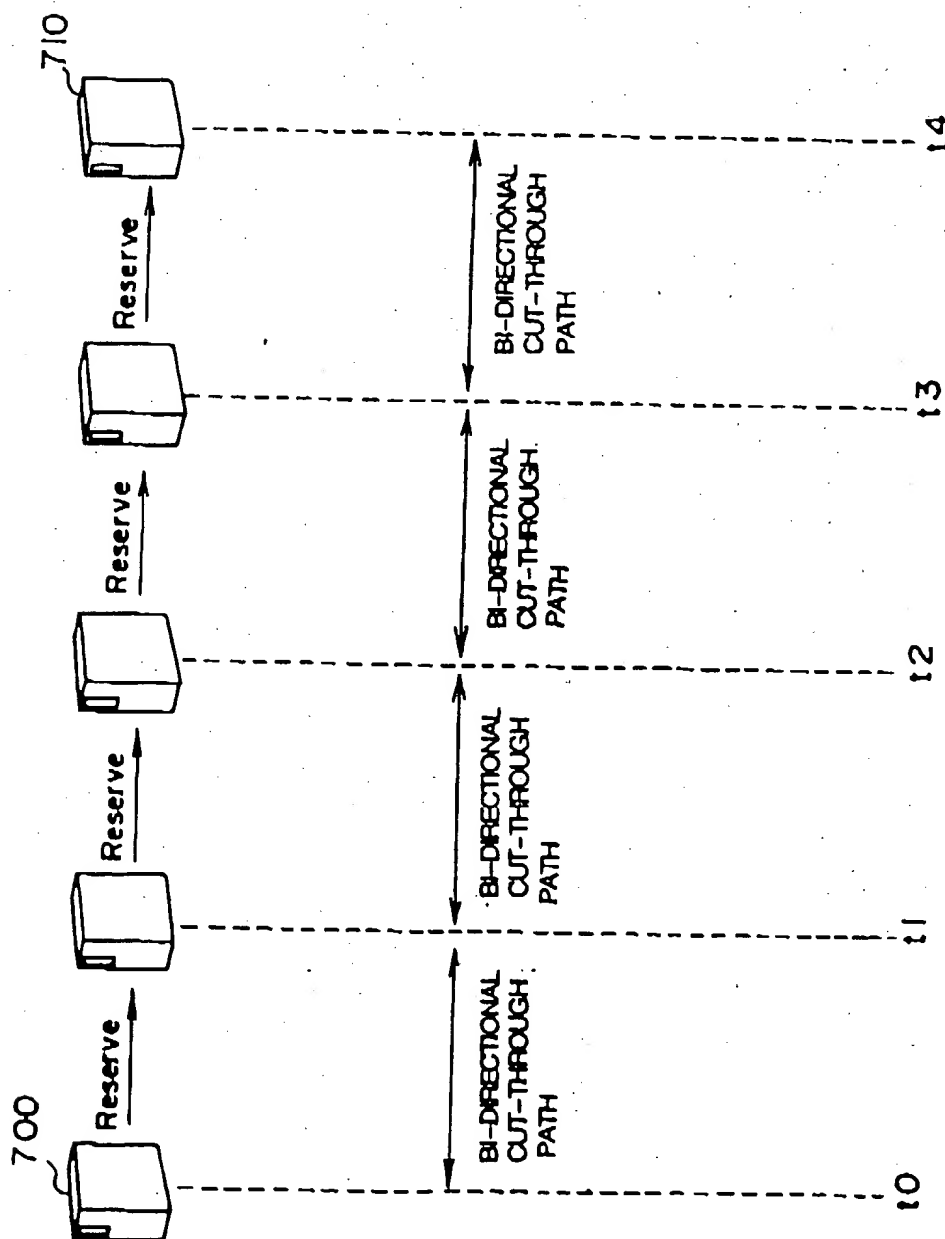 700
710
Reserve
Reserve
Reserve
Reserve
BI-DIRECTIONAL
CUT-THROUGH
PATH
BI-DIRECTIONAL
CUT-THROUGH
PATH
BI-DIRECTIONAL
CUT-THROUGH
PATH
BI-DIRECTIONAL
CUT-THROUGH
PATH
t0
t1
t2
t3
t4